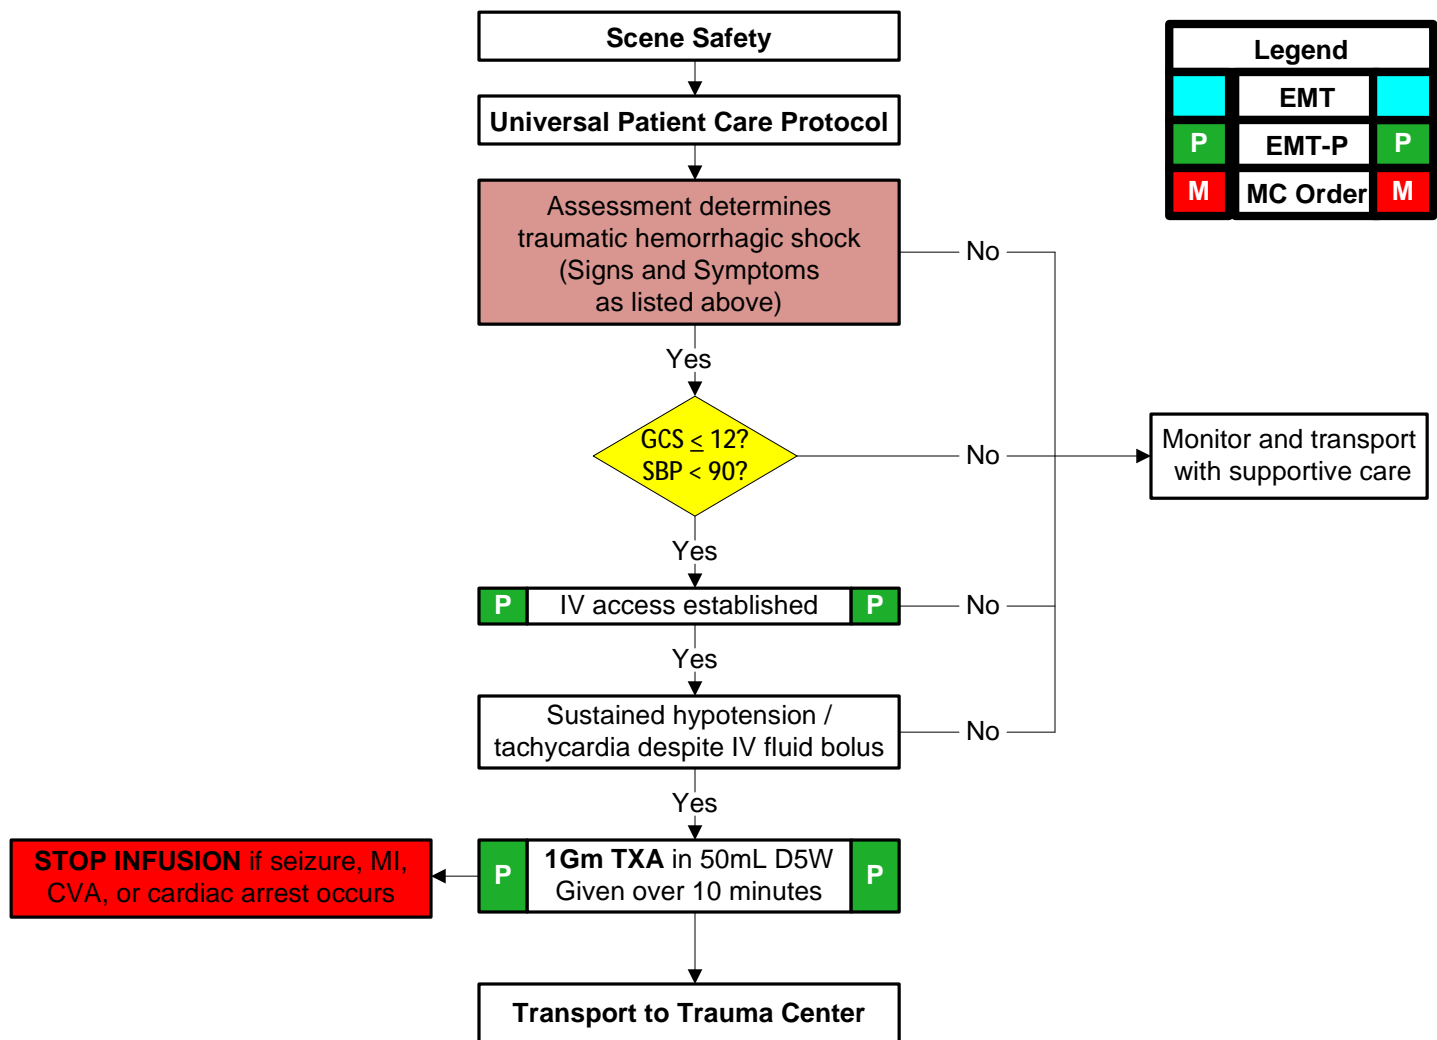 Scene Safety
Universal Patient Care Protocol
Assessment determines
traumatic hemorrhagic shock
(Signs and Symptoms
as listed above)
No
Yes
GCS ≤ 12?
SBP < 90?
No
Monitor and transport
with supportive care
Yes
P IV access established P
No
Yes
Sustained hypotension /
tachycardia despite IV fluid bolus
No
Yes
STOP INFUSION if seizure, MI,
CVA, or cardiac arrest occurs
P
1Gm TXA in 50mL D5W
Given over 10 minutes
P
Transport to Trauma Center
Legend
EMT
P EMT-P P
M MC Order M